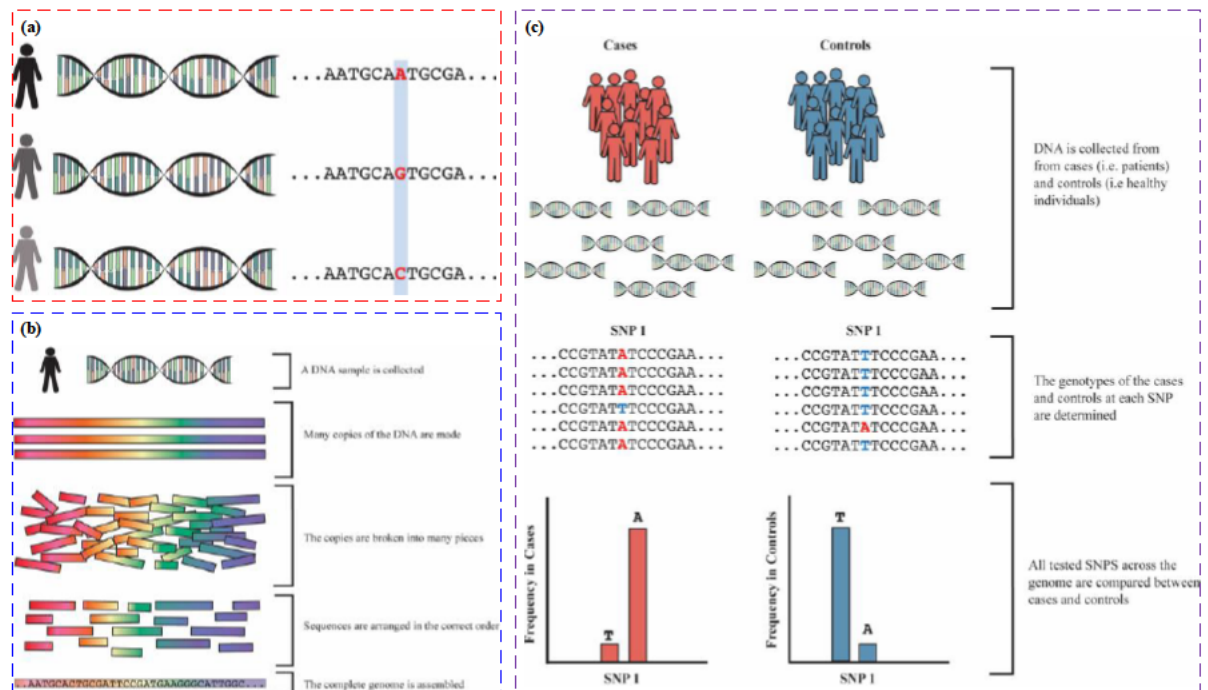 (a)
...AATGCAATGCGA...
...AATGCAGTGCGA...
...AATGCACTGCGA...
(b)
A DNA sample is collected
Many copies of the DNA are mode
The copies are broken into many pieces
Sequences are arranged in the correct order
...AATGCACTGCGATTCCGATGAAGGGCATTGGC...
The complete genome is assembled
(c)
Cases
Controls
DNA is collected from
from cases (i.e. patients)
and controls (i.e healthy
individuals)
SNP 1
SNP 1
...CCGTATATCCCGAA...
...CCGTATATCCCGAA...
...CCGTATATCCCGAA...
...CCGTATTTCCCGAA...
...CCGTATATCCCGAA...
...CCGTATATCCCGAA...
...CCGTATTTCCCGAA...
...CCGTATTTCCCGAA...
...CCGTATTTCCCGAA...
...CCGTATTTCCCGAA...
...CCGTATATCCCGAA...
...CCGTATTTCCCGAA...
The genotypes of the cases
and controls at each SNP
are determined
Frequency in Cases
T
A
SNP 1
Frequency in Controls
T
A
SNP 1
All tested SNPS across the
genome are compared between
cases and controls